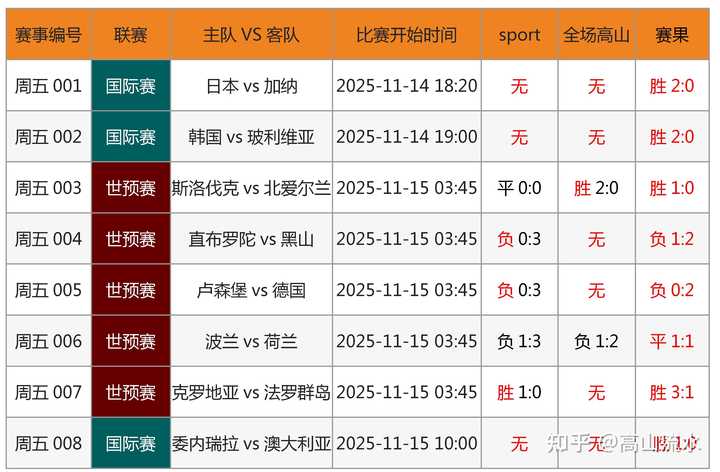 赛事编号 联赛 主队 VS 客队 比赛开始时间 sport 全场高山 赛果
周五 001 国际赛 日本 vs 加纳 2025-11-14 18:20 无 无 胜 2:0
周五 002 国际赛 韩国 vs 玻利维亚 2025-11-14 19:00 无 无 胜 2:0
周五 003 世预赛 斯洛伐克 vs 北爱尔兰 2025-11-15 03:45 平 0:0 胜 2:0 胜 1:0
周五 004 世预赛 直布罗陀 vs 黑山 2025-11-15 03:45 负 0:3 无 负 1:2
周五 005 世预赛 卢森堡 vs 德国 2025-11-15 03:45 负 0:3 无 负 0:2
周五 006 世预赛 波兰 vs 荷兰 2025-11-15 03:45 负 1:3 负 1:2 平 1:1
周五 007 世预赛 克罗地亚 vs 法罗群岛 2025-11-15 03:45 胜 1:0 无 胜 3:1
周五 008 国际赛 委内瑞拉 vs 澳大利亚 2025-11-15 10:00 无 无 胜 1:0
知乎 @高山流水